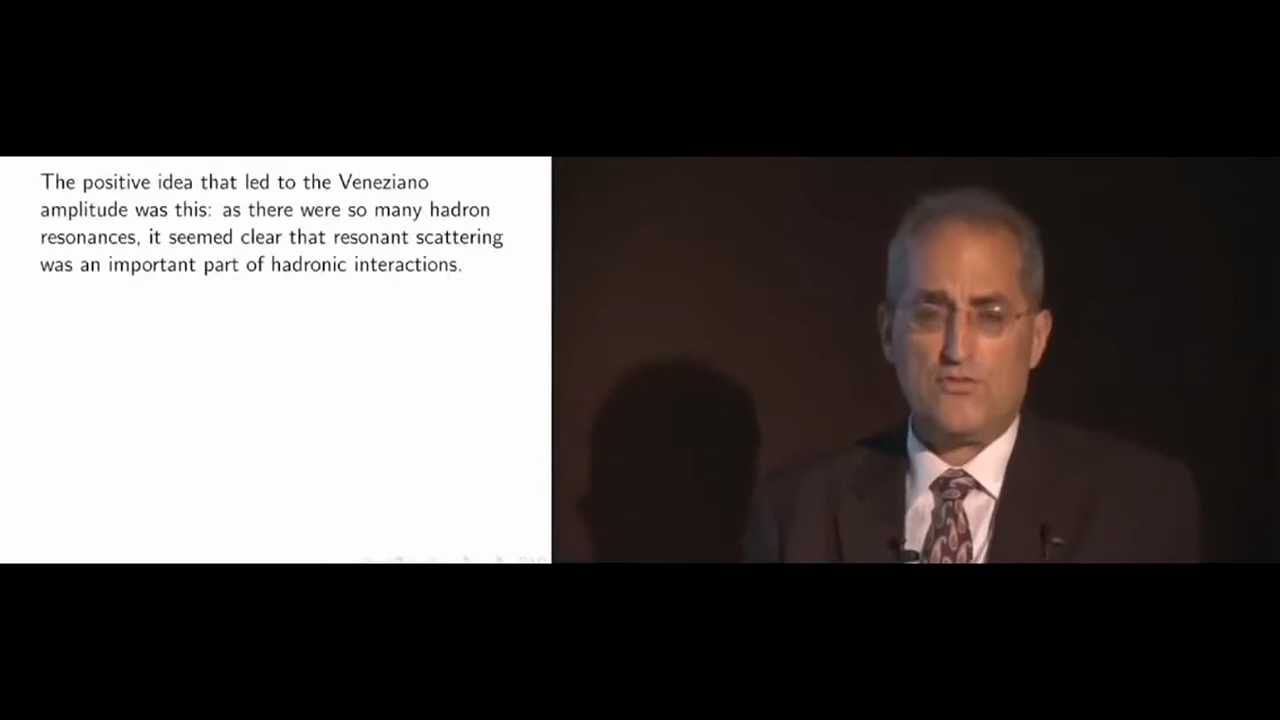 The positive idea that led to the Veneziano
amplitude was this: as there were so many hadron
resonances, it seemed clear that resonant scattering
was an important part of hadronic interactions.